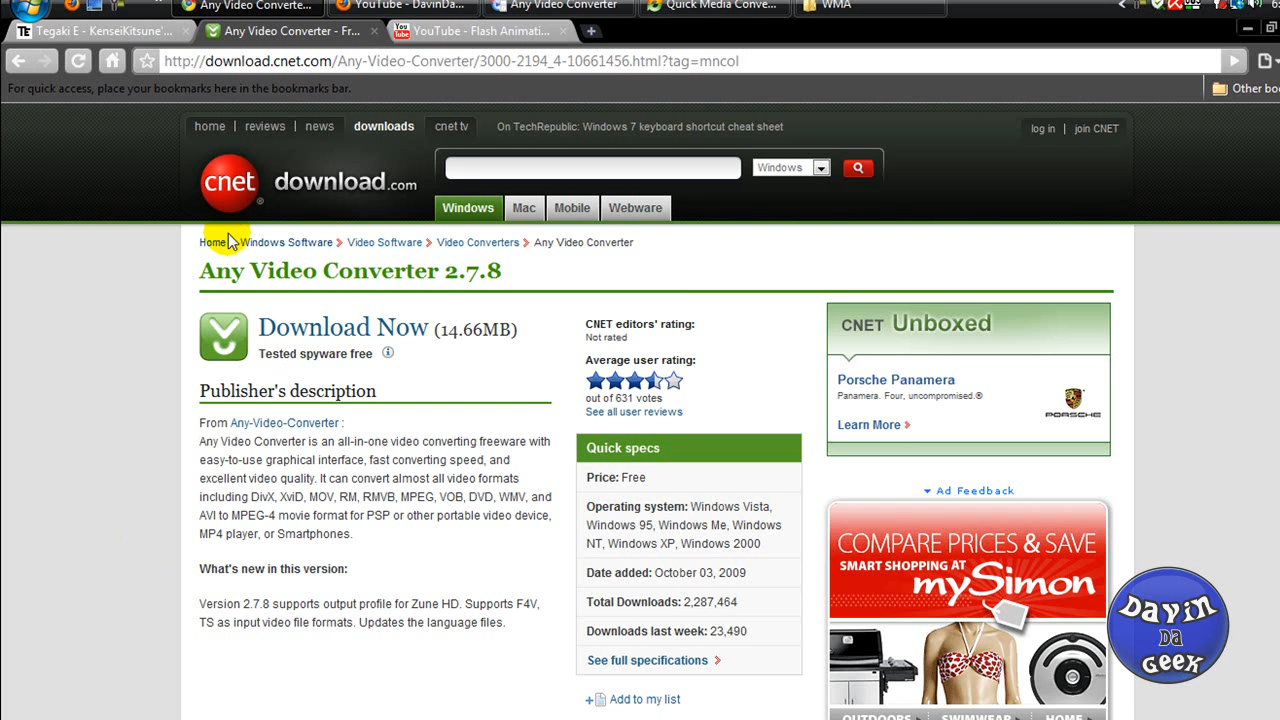 Any Video Converte...
YouTube - DavinDa...
Any Video Converter
Quick Media Conve...
WMA
Tegaki E - KenseiKitsune'...
Any Video Converter - Fr...
YouTube - Flash Animati...
http://download.cnet.com/Any-Video-Converter/3000-2194_4-10661456.html?tag=mncol
For quick access, place your bookmarks here in the bookmarks bar.
Other boo
home | reviews | news downloads cnet tv
On TechRepublic: Windows 7 keyboard shortcut cheat sheet
log in | join CNET
cnet download.com
Windows
Windows Mac Mobile Webware
Home Windows Software Video Software Video Converters Any Video Converter
Any Video Converter 2.7.8
Download Now (14.66MB)
Tested spyware free
Publisher's description
From Any-Video-Converter :
Any Video Converter is an all-in-one video converting freeware with
easy-to-use graphical interface, fast converting speed, and
excellent video quality. It can convert almost all video formats
including DivX, XviD, MOV, RM, RMVB, MPEG, VOB, DVD, WMV, and
AVI to MPEG-4 movie format for PSP or other portable video device,
MP4 player, or Smartphones.
What's new in this version:
Version 2.7.8 supports output profile for Zune HD. Supports F4V,
TS as input video file formats. Updates the language files.
CNET editors' rating:
Not rated
Average user rating:
out of 631 votes
See all user reviews
Quick specs
Price: Free
Operating system: Windows Vista,
Windows 95, Windows Me, Windows
NT, Windows XP, Windows 2000
Date added: October 03, 2009
Total Downloads: 2,287,464
Downloads last week: 23,490
See full specifications
Add to my list
CNET Unboxed
Porsche Panamera
Panamera. Four, uncompromised.®
Learn More
PORSCHE
Ad Feedback
COMPARE PRICES & SAVE
SMART SHOPPING AT
mySimon
OUTDOORS SWIMWEAR HOME
DaVin
DA
GEEK